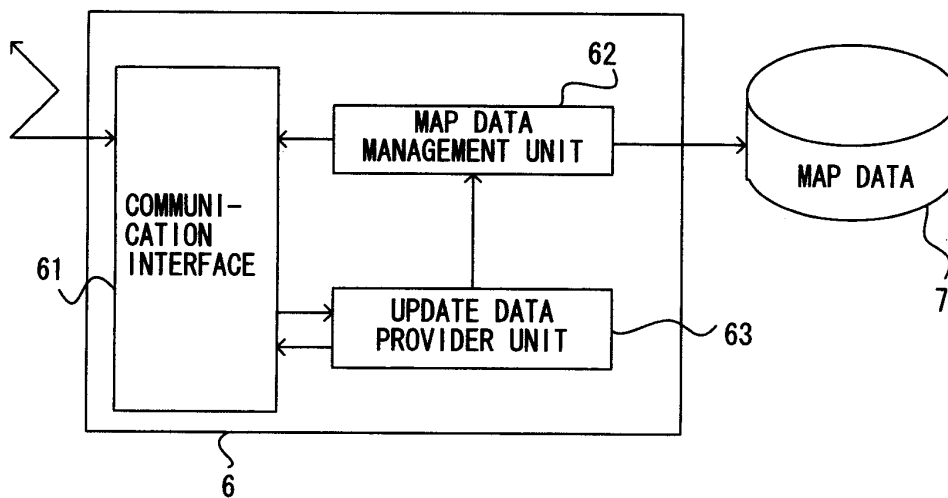 62
MAP DATA
MANAGEMENT UNIT
MAP DATA
COMMUNI-
CATION
INTERFACE
61
7
UPDATE DATA
PROVIDER UNIT
63
6